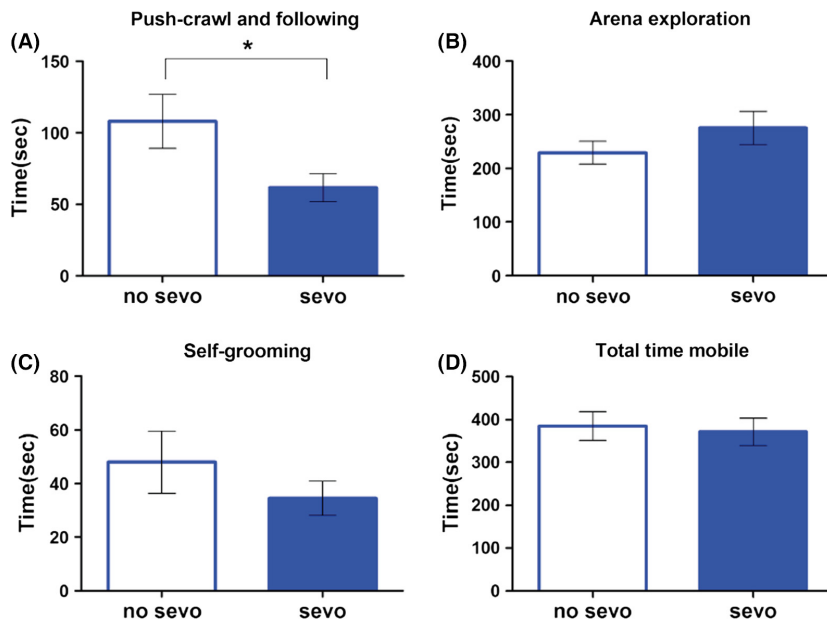 Push-crawl and following
(A)
*
150
100
50
0
Time(sec)
no sevo sevo
Arena exploration
(B)
400
300
200
100
0
Time(sec)
no sevo sevo
Self-grooming
(C)
80
60
40
20
0
Time(sec)
no sevo sevo
Total time mobile
(D)
500
400
300
200
100
0
Time(sec)
no sevo sevo